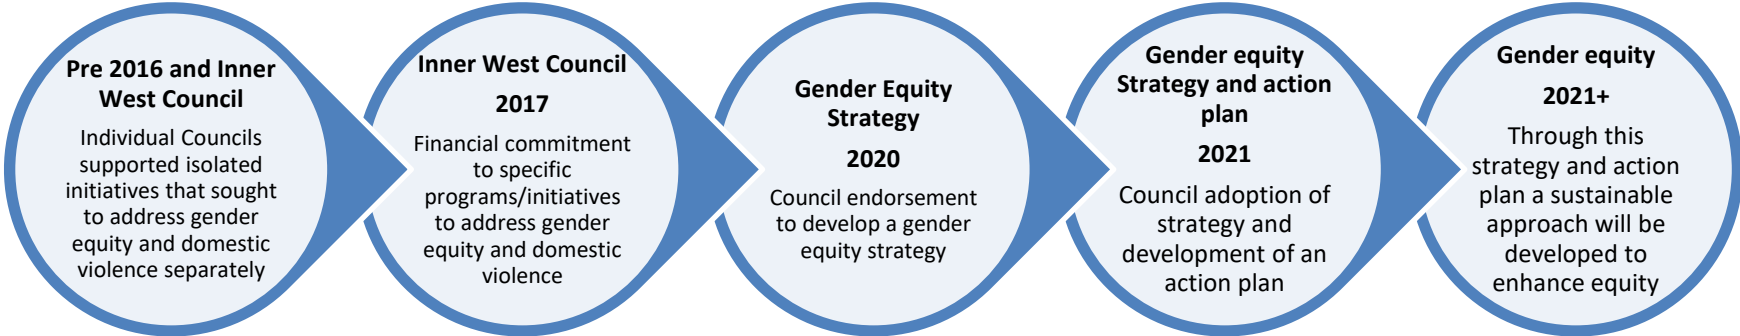 Pre 2016 and Inner
West Council
Individual Councils
supported isolated
initiatives that sought
to address gender
equity and domestic
violence separately
Inner West Council
2017
Financial commitment
to specific
programs/initiatives
to address gender
equity and domestic
violence
Gender Equity
Strategy
2020
Council endorsement
to develop a gender
equity strategy
Gender equity
Strategy and action
plan
2021
Council adoption of
strategy and
development of an
action plan
Gender equity
2021+
Through this
strategy and action
plan a sustainable
approach will be
developed to
enhance equity